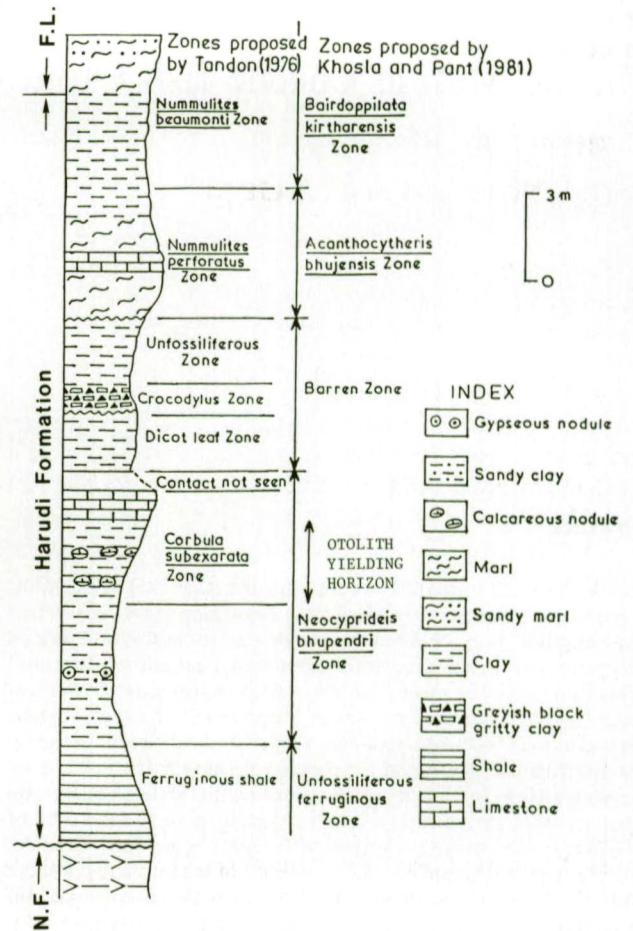 F.L.
Harudi Formation
N.F.
Zones proposed
by Tandon(1976)
Nummulites
beaumonti Zone
Nummulites
perforatus
Zone
Unfossiliferous
Zone
Crocodylus Zone
Dicot leaf Zone
Contact not seen
Corbula
subexarata
Zone
Ferruginous shale
Zones proposed by
Khosla and Pant (1981)
Bairdoppilata
kirtharensis
Zone
Acanthocytheris
bhujensis Zone
Barren Zone
OTOLITH
YIELDING
HORIZON
Neocyprideis
bhupendri
Zone
Unfossiliferous
ferruginous
Zone
3 m
O
INDEX
Gypseous nodule
Sandy clay
Calcareous nodule
Marl
Sandy marl
Clay
Greyish black
gritty clay
Shale
Limestone